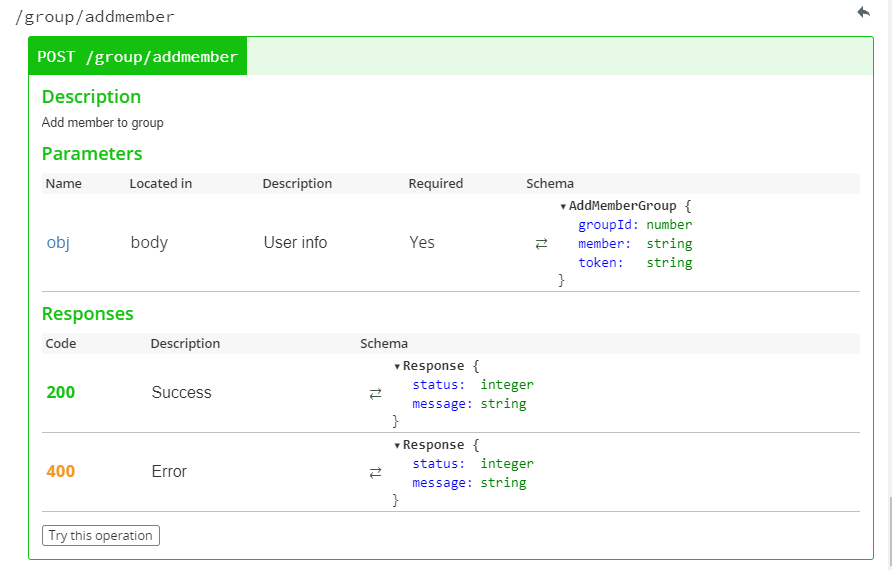 /group/addmember
POST /group/addmember
Description
Add member to group
Parameters
Name Located in Description Required Schema
▾ AddMemberGroup {
groupId: number
obj body User info Yes ⇄ member: string
token: string
}
Responses
Code Description Schema
▾ Response {
status: integer
200 Success ⇄
message: string
}
▾ Response {
status: integer
400 Error ⇄
message: string
}
Try this operation